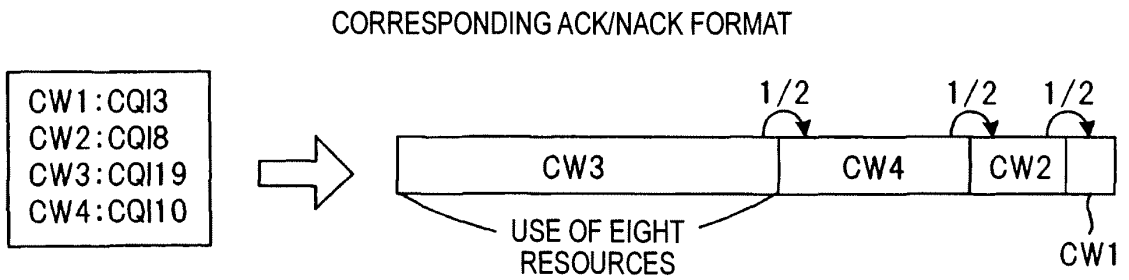 CORRESPONDING ACK/NACK FORMAT
CW1:CQI3
CW2:CQI8
CW3:CQI19
CW4:CQI10
1/2 1/2 1/2
CW3 CW4 CW2
USE OF EIGHT
RESOURCES
CW1